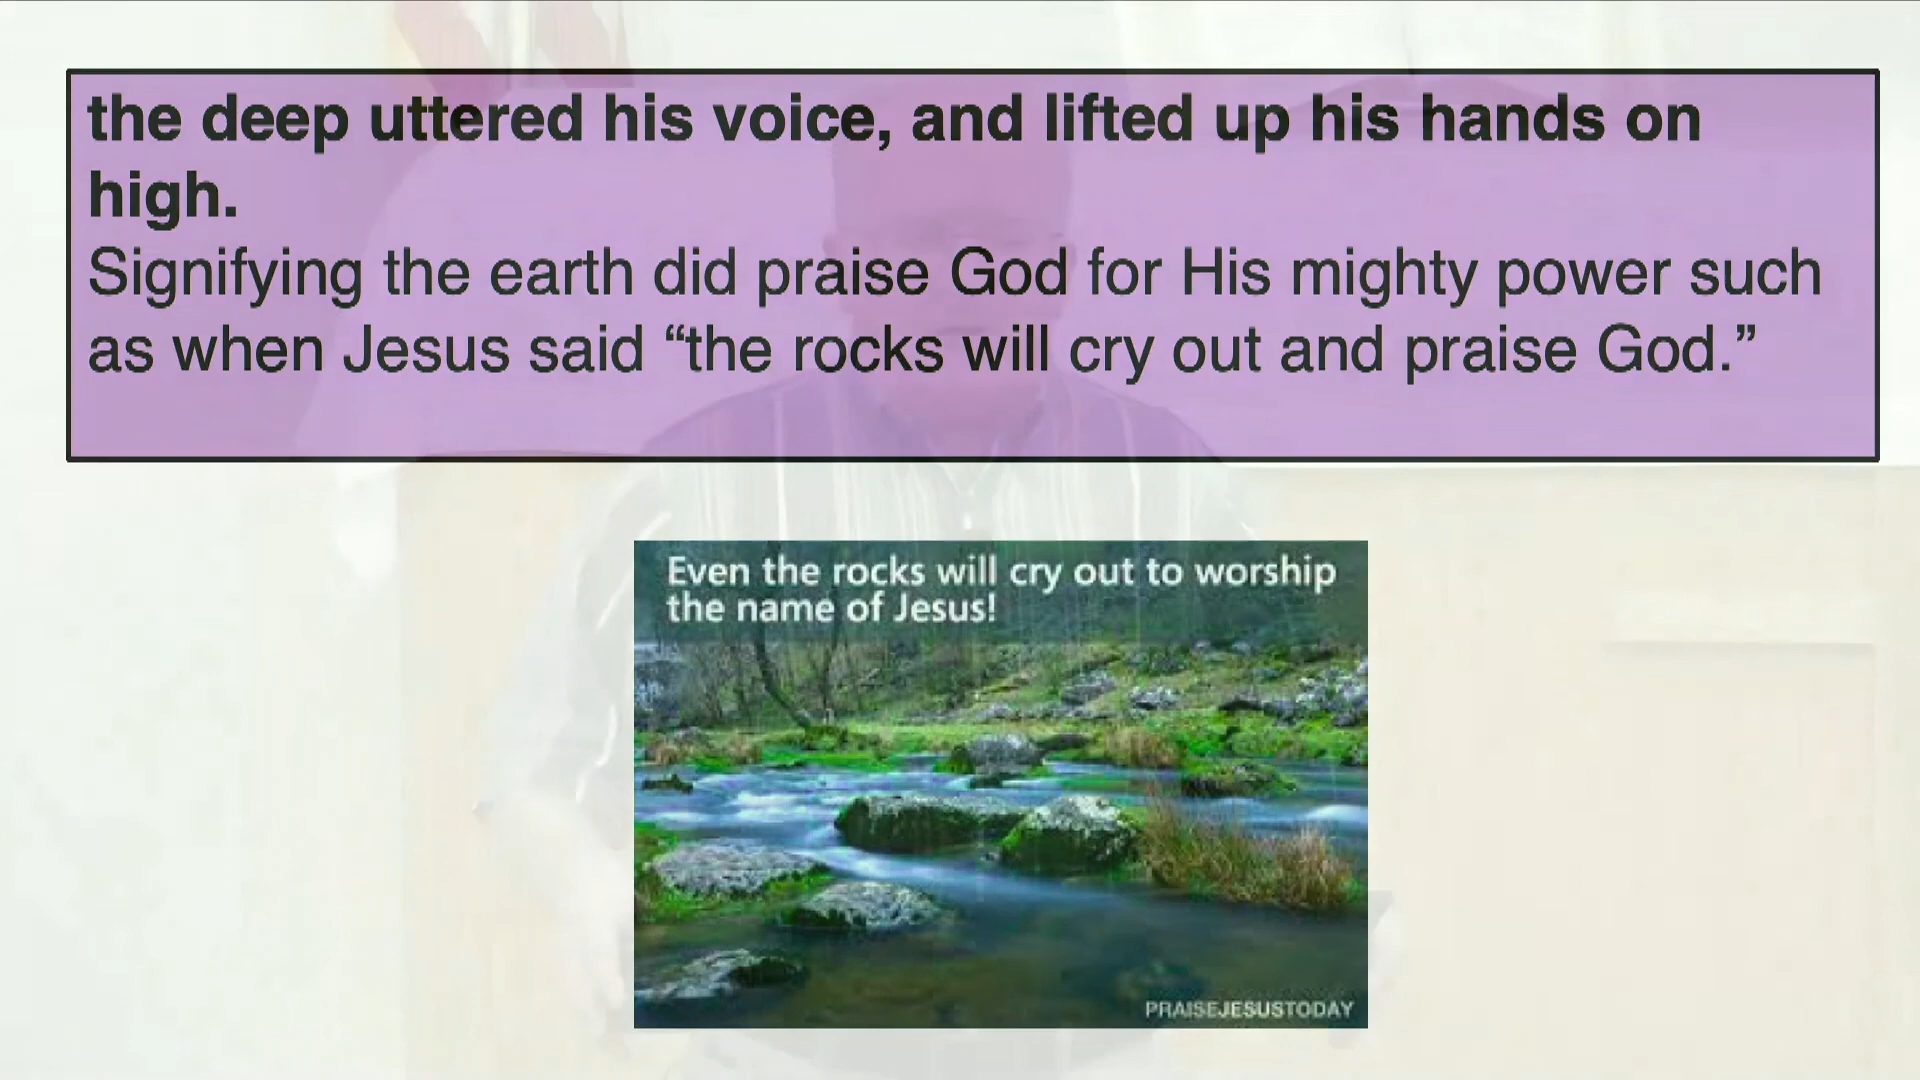 the deep uttered his voice, and lifted up his hands on
high.
Signifying the earth did praise God for His mighty power such
as when Jesus said “the rocks will cry out and praise God.”
Even the rocks will cry out to worship
the name of Jesus!
PRAISEJESUSTODAY